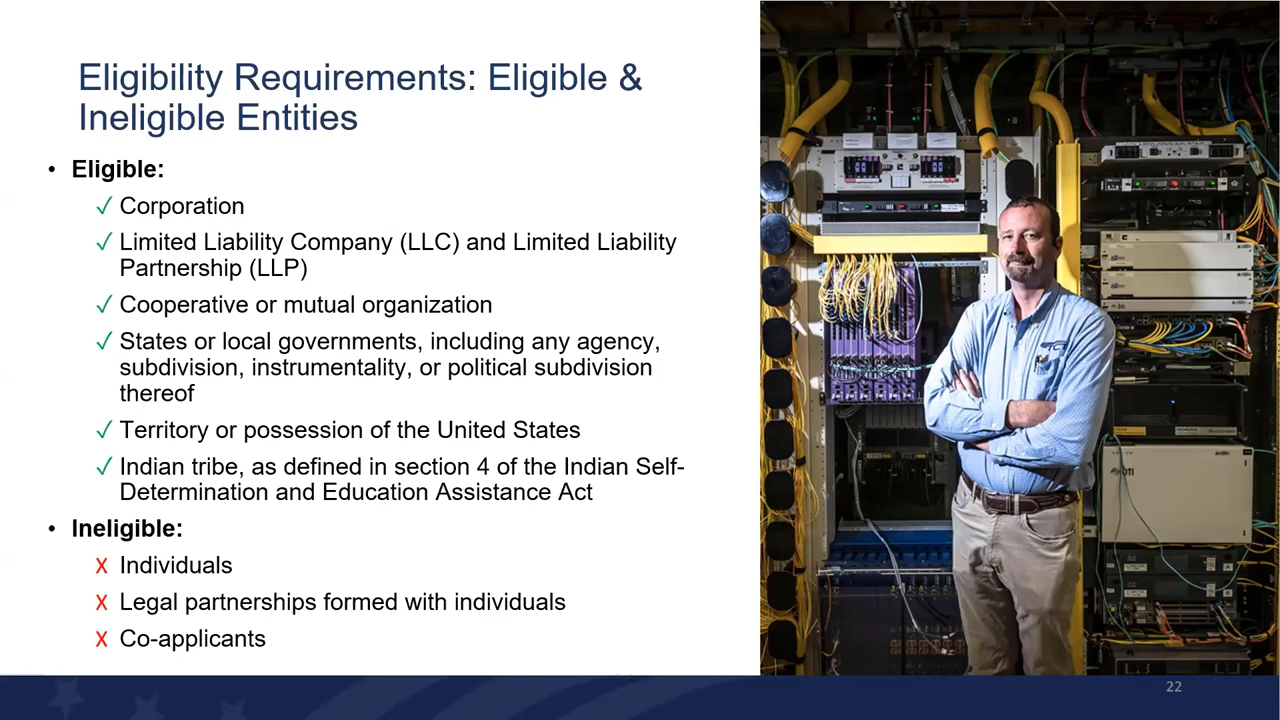 Eligibility Requirements: Eligible &
Ineligible Entities
• Eligible:
✓ Corporation
✓ Limited Liability Company (LLC) and Limited Liability
Partnership (LLP)
✓ Cooperative or mutual organization
✓ States or local governments, including any agency,
subdivision, instrumentality, or political subdivision
thereof
✓ Territory or possession of the United States
✓ Indian tribe, as defined in section 4 of the Indian Self-
Determination and Education Assistance Act
• Ineligible:
X Individuals
X Legal partnerships formed with individuals
X Co-applicants
22